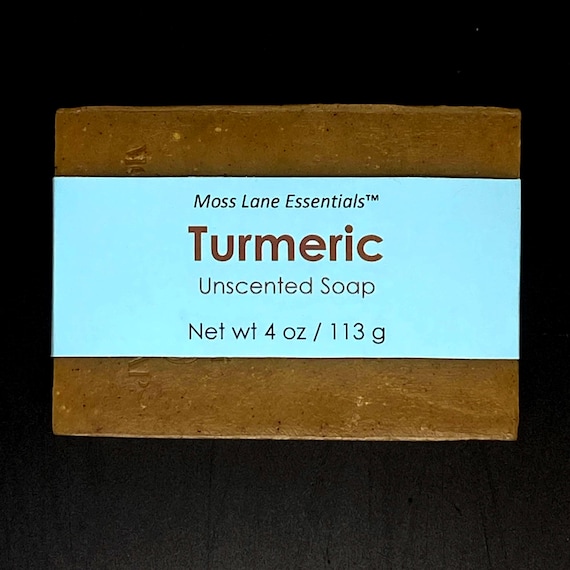 Moss Lane Essentials™
Turmeric
Unscented Soap
Net wt 4 oz / 113 g